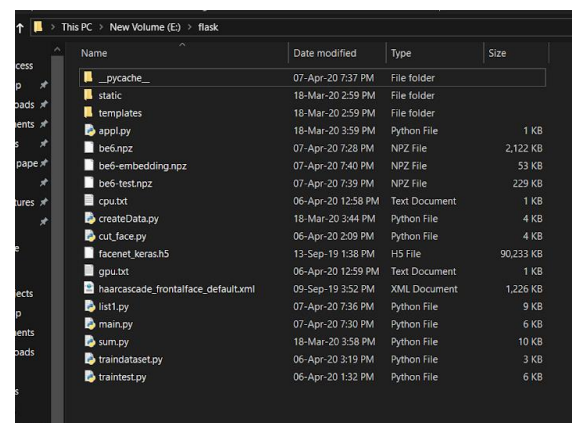 This PC > New Volume (E:) > flask
Name Date modified Type Size
cess
__pycache__ 07-Apr-20 7:37 PM File folder
p static 18-Mar-20 2:59 PM File folder
oads templates 18-Mar-20 2:59 PM File folder
ments appl.py 18-Mar-20 3:59 PM Python File 1 KB
s be6.npz 07-Apr-20 7:28 PM NPZ File 2,122 KB
pape be6-embedding.npz 07-Apr-20 7:40 PM NPZ File 53 KB
be6-test.npz 07-Apr-20 7:39 PM NPZ File 229 KB
tures cpu.txt 06-Apr-20 12:58 PM Text Document 1 KB
createData.py 18-Mar-20 3:44 PM Python File 4 KB
cut_face.py 06-Apr-20 2:09 PM Python File 4 KB
e facenet_keras.h5 13-Sep-19 1:38 PM H5 File 90,233 KB
gpu.txt 06-Apr-20 12:59 PM Text Document 1 KB
jects haarcascade_frontalface_default.xml 09-Sep-19 3:52 PM XML Document 1,226 KB
p list1.py 07-Apr-20 7:36 PM Python File 9 KB
ments main.py 07-Apr-20 7:30 PM Python File 6 KB
oads sum.py 18-Mar-20 3:58 PM Python File 10 KB
traindataset.py 06-Apr-20 3:19 PM Python File 3 KB
traintest.py 06-Apr-20 1:32 PM Python File 6 KB
s